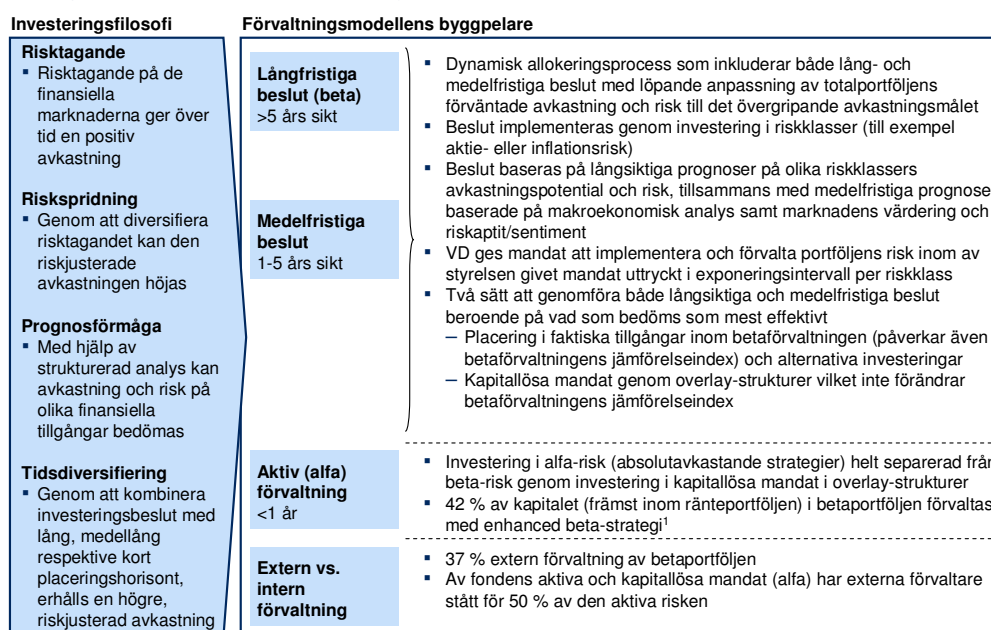 Investeringsfilosofi
Risktagande
▪ Risktagande på de
finansiella
marknaderna ger över
tid en positiv
avkastning
Riskspridning
▪ Genom att diversifiera
risktagandet kan den
riskjusterade
avkastningen höjas
Prognosförmåga
▪ Med hjälp av
strukturerad analys kan
avkastning och risk på
olika finansiella
tillgångar bedömas
Tidsdiversifiering
▪ Genom att kombinera
investeringsbeslut med
lång, medellång
respektive kort
placeringshorisont,
erhålls en högre,
riskjusterad avkastning
Förvaltningsmodellens byggpelare
Långfristiga
beslut (beta)
>5 års sikt
Medelfristiga
beslut
1-5 års sikt
▪ Dynamisk allokeringsprocess som inkluderar både lång- och
medelfristiga beslut med löpande anpassning av totalportföljens
förväntade avkastning och risk till det övergripande avkastningsmålet
▪ Beslut implementeras genom investering i riskklasser (till exempel
aktie- eller inflationsrisk)
▪ Beslut baseras på långsiktiga prognoser på olika riskklassers
avkastningspotential och risk, tillsammans med medelfristiga prognose
baserade på makroekonomisk analys samt marknadens värdering och
riskaptit/sentiment
▪ VD ges mandat att implementera och förvalta portföljens risk inom av
styrelsen givet mandat uttryckt i exponeringsintervall per riskklass
▪ Två sätt att genomföra både långsiktiga och medelfristiga beslut
beroende på vad som bedöms som mest effektivt
– Placering i faktiska tillgångar inom betaförvaltningen (påverkar även
betaförvaltningens jämförelseindex) och alternativa investeringar
– Kapitallösa mandat genom overlay-strukturer vilket inte förändrar
betaförvaltningens jämförelseindex
Aktiv (alfa)
förvaltning
<1 år
▪ Investering i alfa-risk (absolutavkastande strategier) helt separerad från
beta-risk genom investering i kapitallösa mandat i overlay-strukturer
▪ 42 % av kapitalet (främst inom ränteportföljen) i betaportföljen förvaltas
med enhanced beta-strategi¹
Extern vs.
intern
förvaltning
▪ 37 % extern förvaltning av betaportföljen
▪ Av fondens aktiva och kapitallösa mandat (alfa) har externa förvaltare
stått för 50 % av den aktiva risken